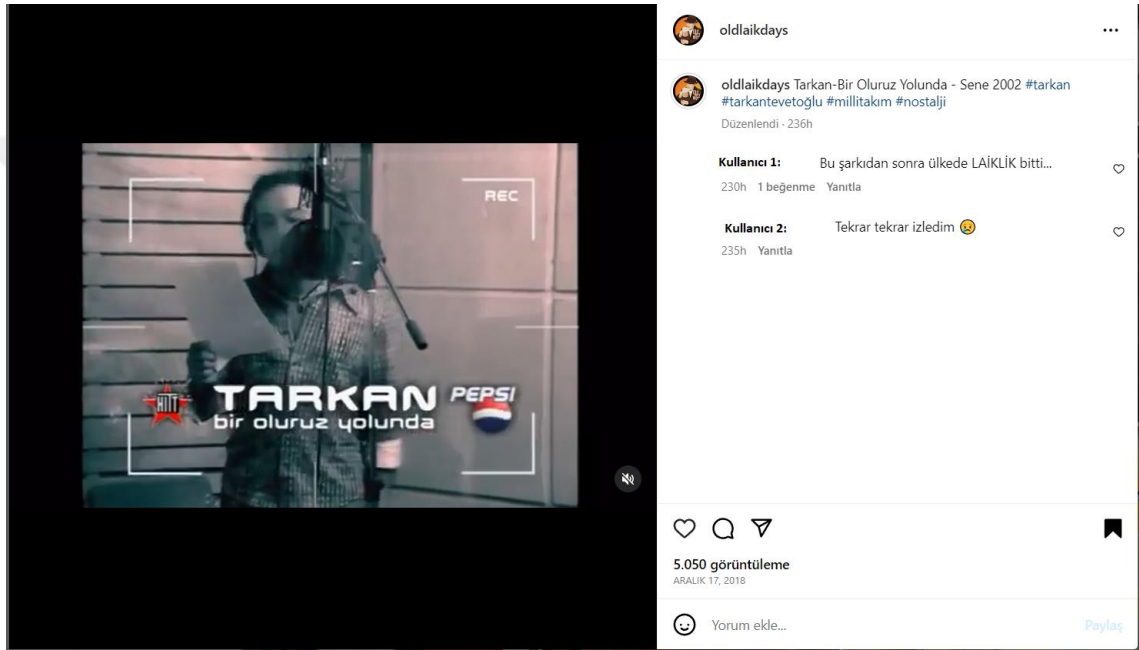 oldlaikdays
oldlaikdays Tarkan-Bir Oluruz Yolunda - Sene 2002 #tarkan
#tarkantevetoğlu #millitakım #nostalji
Düzenlendi · 236h
Kullanıcı 1: Bu şarkıdan sonra ülkede LAİKLİK bitti...
230h 1 beğenme Yanıtla
Kullanıcı 2: Tekrar tekrar izledim 😥
235h Yanıtla
REC
HITT
TARKAN
bir oluruz yolunda
PEPSI
5.050 görüntüleme
ARALIK 17, 2018
Yorum ekle...
Paylaş